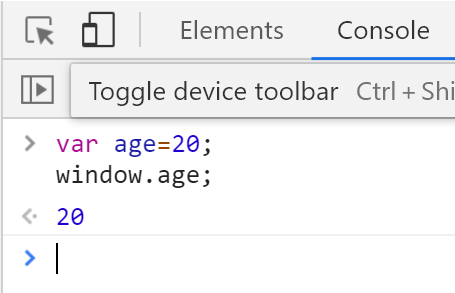 Elements Console
Toggle device toolbar Ctrl + Shi
var age=20;
window.age;
20